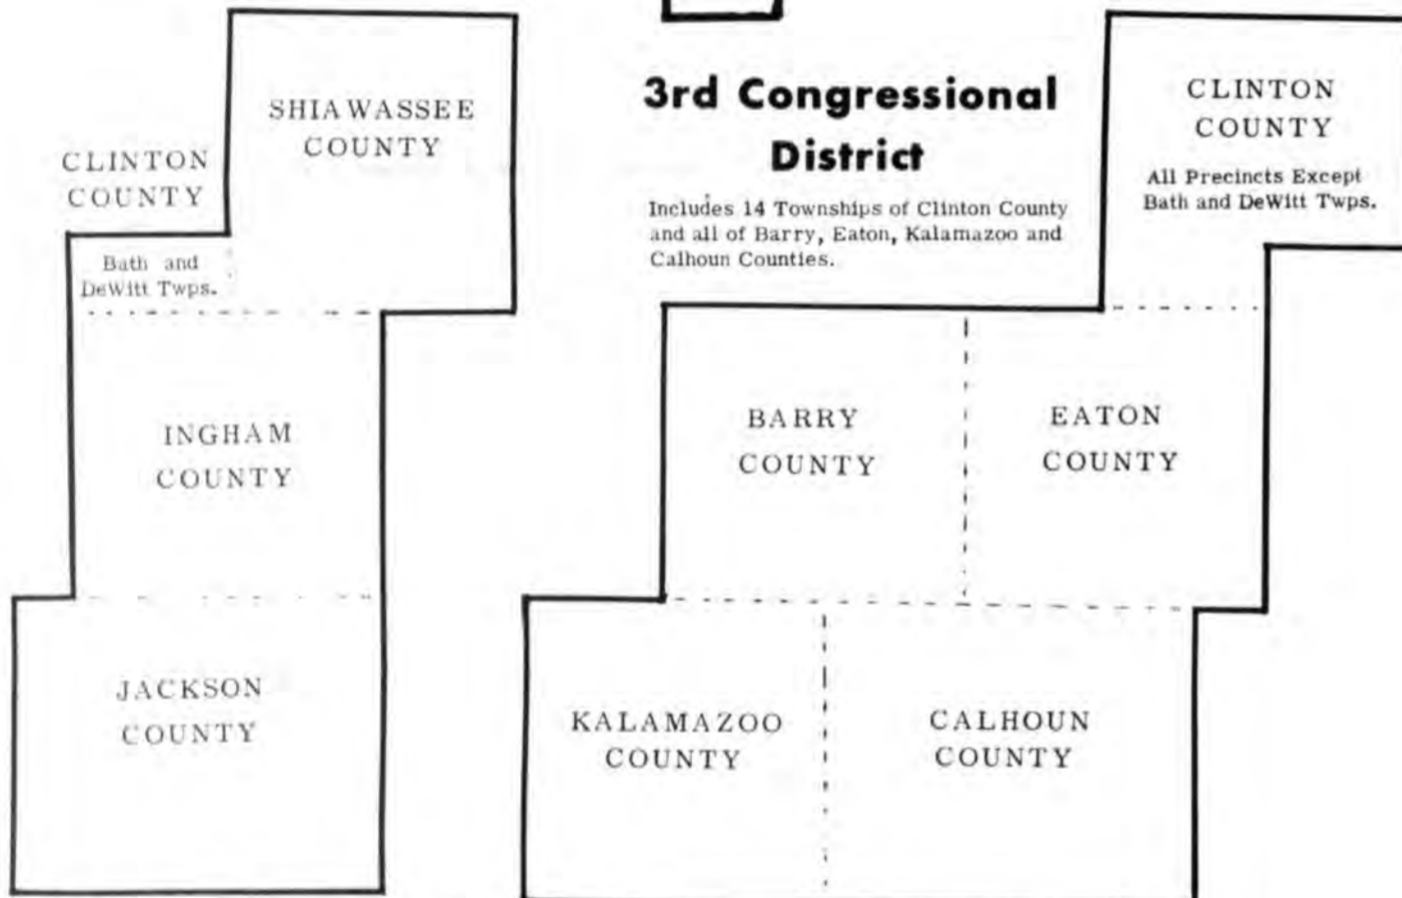 SHIAWASSEE
COUNTY
CLINTON
COUNTY
Bath and
DeWitt Twps.
INGHAM
COUNTY
JACKSON
COUNTY
3rd Congressional
District
Includes 14 Townships of Clinton County
and all of Barry, Eaton, Kalamazoo and
Calhoun Counties.
CLINTON
COUNTY
All Precincts Except
Bath and DeWitt Twps.
BARRY
COUNTY
EATON
COUNTY
KALAMAZOO
COUNTY
CALHOUN
COUNTY